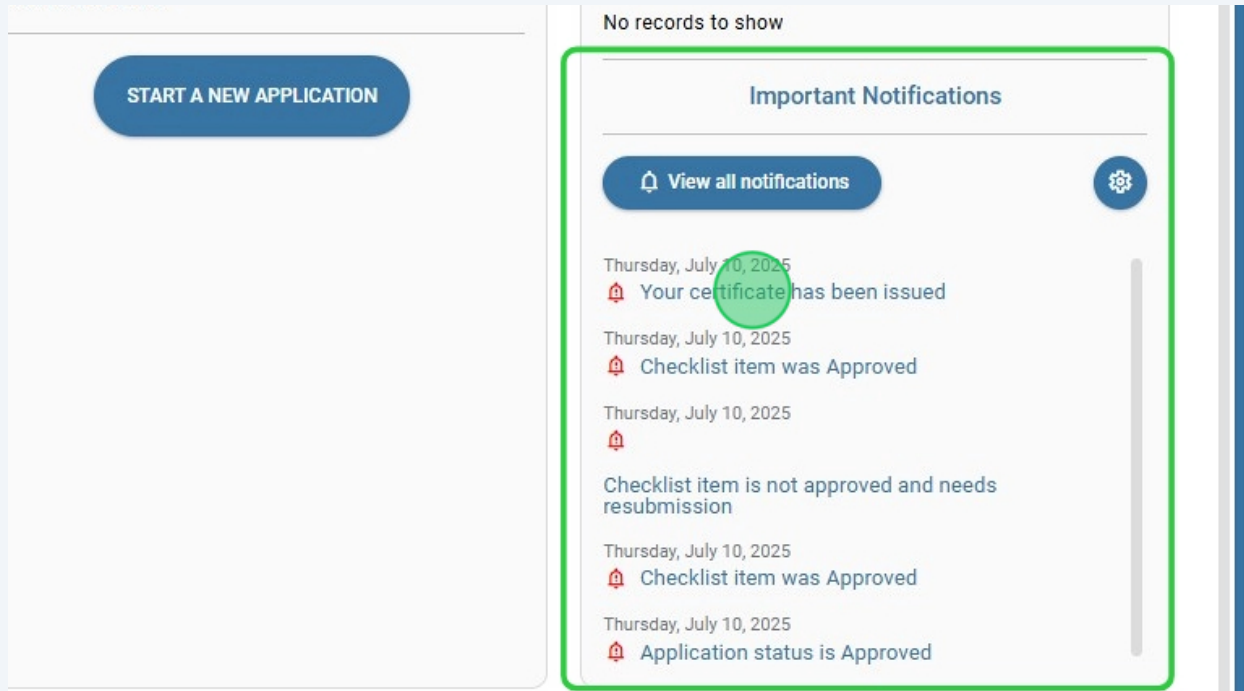 No records to show
START A NEW APPLICATION
Important Notifications
View all notifications
Thursday, July 10, 2025
Your certificate has been issued
Thursday, July 10, 2025
Checklist item was Approved
Thursday, July 10, 2025
Checklist item is not approved and needs
resubmission
Thursday, July 10, 2025
Checklist item was Approved
Thursday, July 10, 2025
Application status is Approved